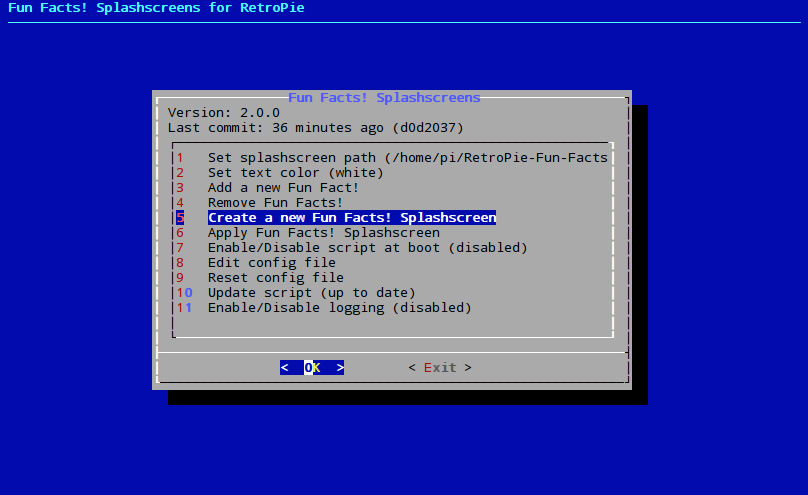 Fun Facts! Splashscreens for RetroPie
Fun Facts! Splashscreens
Version: 2.0.0
Last commit: 36 minutes ago (d0d2037)
1 Set splashscreen path (/home/pi/RetroPie-Fun-Facts
2 Set text color (white)
3 Add a new Fun Fact!
4 Remove Fun Facts!
5 Create a new Fun Facts! Splashscreen
6 Apply Fun Facts! Splashscreen
7 Enable/Disable script at boot (disabled)
8 Edit config file
9 Reset config file
10 Update script (up to date)
11 Enable/Disable logging (disabled)
< OK > < Exit >